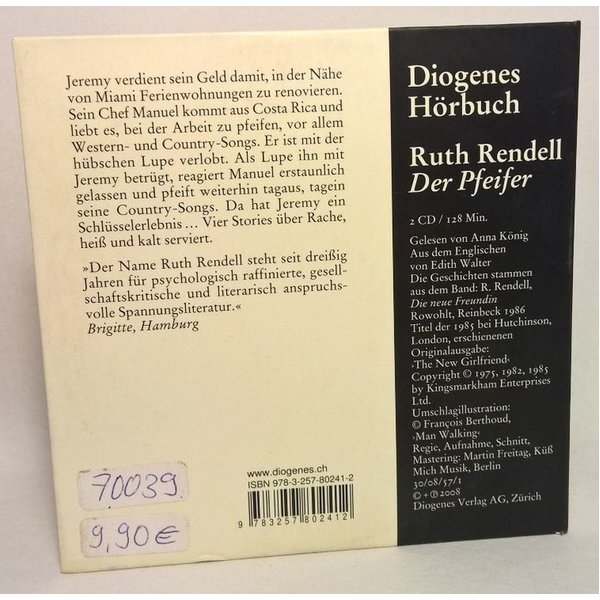 Jeremy verdient sein Geld damit, in der Nähe
von Miami Ferienwohnungen zu renovieren.
Sein Chef Manuel kommt aus Costa Rica und
liebt es, bei der Arbeit zu pfeifen, vor allem
Western- und Country-Songs. Er ist mit der
hübschen Lupe verlobt. Als Lupe ihn mit
Jeremy betrügt, reagiert Manuel erstaunlich
gelassen und pfeift weiterhin tagaus, tagein
seine Country-Songs. Da hat Jeremy ein
Schlüsselerlebnis ... Vier Stories über Rache,
heiß und kalt serviert.
»Der Name Ruth Rendell steht seit dreißig
Jahren für psychologisch raffinierte, gesell-
schaftskritische und literarisch anspruchs-
volle Spannungsliteratur.«
Brigitte, Hamburg
70039
9,90€
www.diogenes.ch
ISBN 978-3-257-80241-2
9 783257 802412
Diogenes
Hörbuch
Ruth Rendell
Der Pfeifer
2 CD / 128 Min.
Gelesen von Anna König
Aus dem Englischen
von Edith Walter
Die Geschichten stammen
aus dem Band: R. Rendell,
Die neue Freundin
Rowohlt, Reinbeck 1986
Titel der 1985 bei Hutchinson,
London, erschienenen
Originalausgabe:
›The New Girlfriend‹
Copyright © 1975, 1982, 1985
by Kingsmarkham Enterprises
Ltd.
Umschlagillustration:
© François Berthoud,
›Man Walking‹
Regie, Aufnahme, Schnitt,
Mastering: Martin Freitag, Küß
Mich Musik, Berlin
30/08/57/1
© + ℗ 2008
Diogenes Verlag AG, Zürich